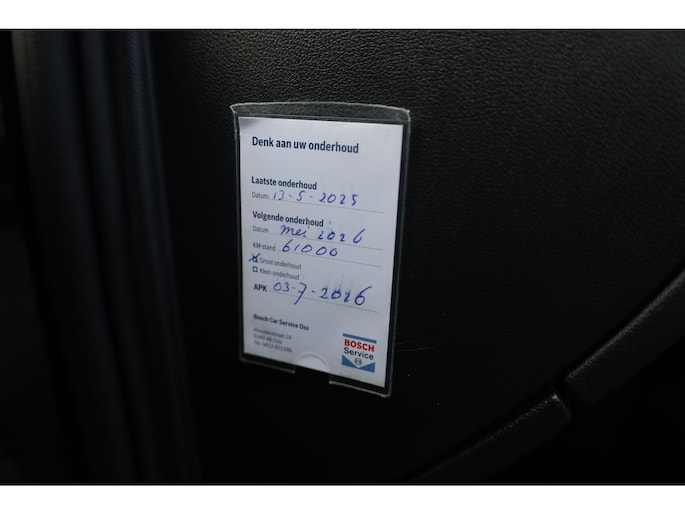 Denk aan uw onderhoud
Laatste onderhoud
Datum: 13-5-2025
Volgende onderhoud
Datum mei 2026
KM-stand 61000
Groot onderhoud
Klein onderhoud
APK 03-7-2026
Bosch Car Service Oss
BOSCH
Service